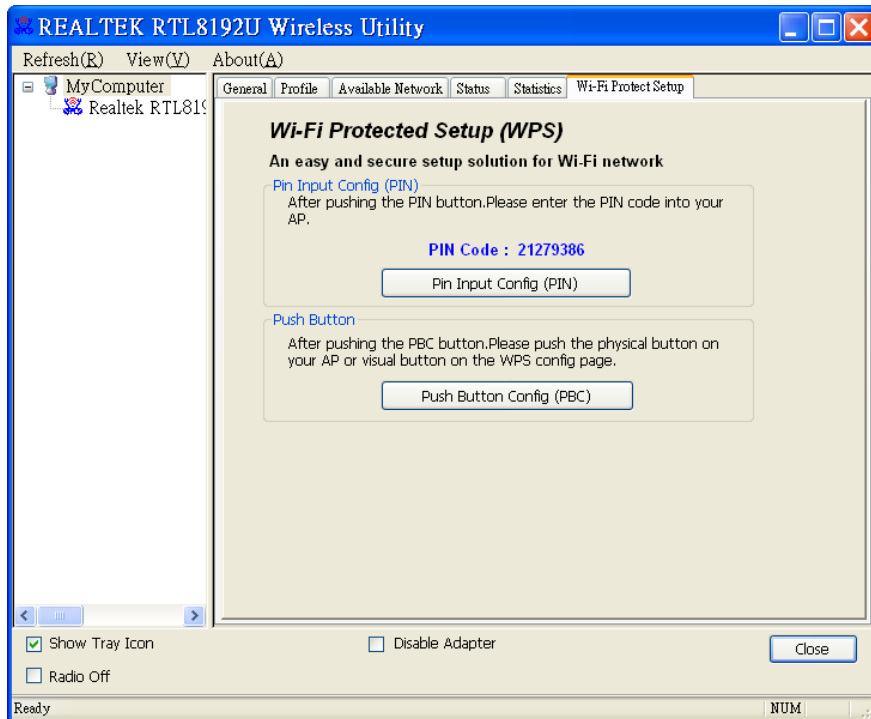 REALTEK RTL8192U Wireless Utility
Refresh(R) View(V) About(A)
MyComputer
Realtek RTL819
General Profile Available Network Status Statistics Wi-Fi Protect Setup
Wi-Fi Protected Setup (WPS)
An easy and secure setup solution for Wi-Fi network
Pin Input Config (PIN)
After pushing the PIN button.Please enter the PIN code into your
AP.
PIN Code : 21279386
Pin Input Config (PIN)
Push Button
After pushing the PBC button.Please push the physical button on
your AP or visual button on the WPS config page.
Push Button Config (PBC)
Show Tray Icon
Disable Adapter
Close
Radio Off
Ready
NUM